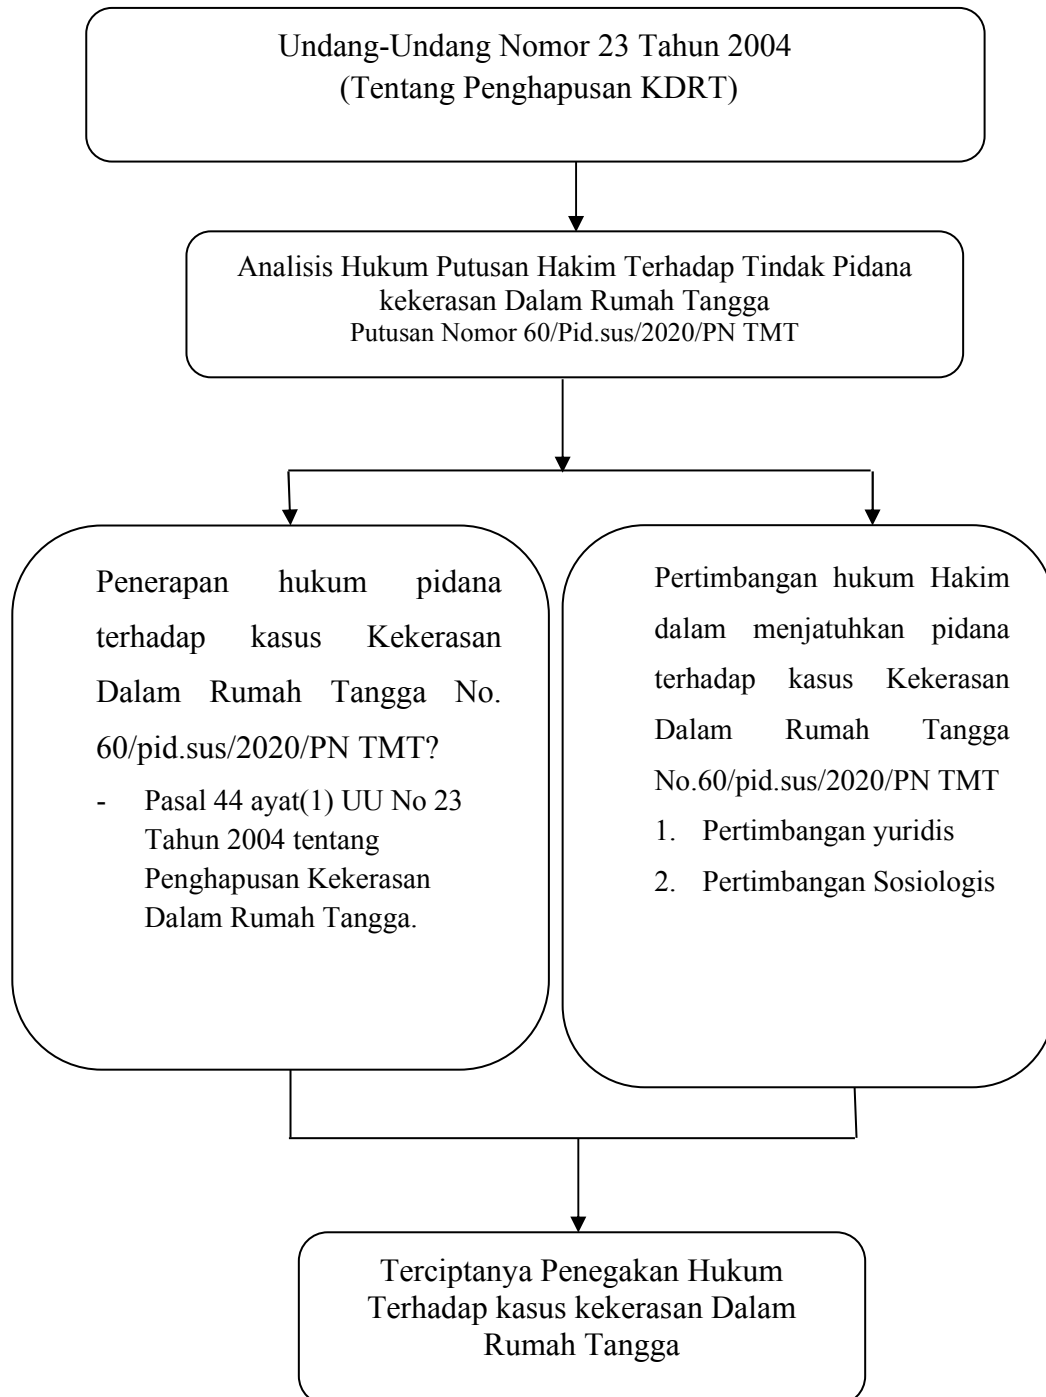 Undang-Undang Nomor 23 Tahun 2004
(Tentang Penghapusan KDRT)
Analisis Hukum Putusan Hakim Terhadap Tindak Pidana
kekerasan Dalam Rumah Tangga
Putusan Nomor 60/Pid.sus/2020/PN TMT
Penerapan hukum pidana
terhadap kasus Kekerasan
Dalam Rumah Tangga No.
60/pid.sus/2020/PN TMT?
- Pasal 44 ayat(1) UU No 23
Tahun 2004 tentang
Penghapusan Kekerasan
Dalam Rumah Tangga.
Pertimbangan hukum Hakim
dalam menjatuhkan pidana
terhadap kasus Kekerasan
Dalam Rumah Tangga
No.60/pid.sus/2020/PN TMT
1. Pertimbangan yuridis
2. Pertimbangan Sosiologis
Terciptanya Penegakan Hukum
Terhadap kasus kekerasan Dalam
Rumah Tangga